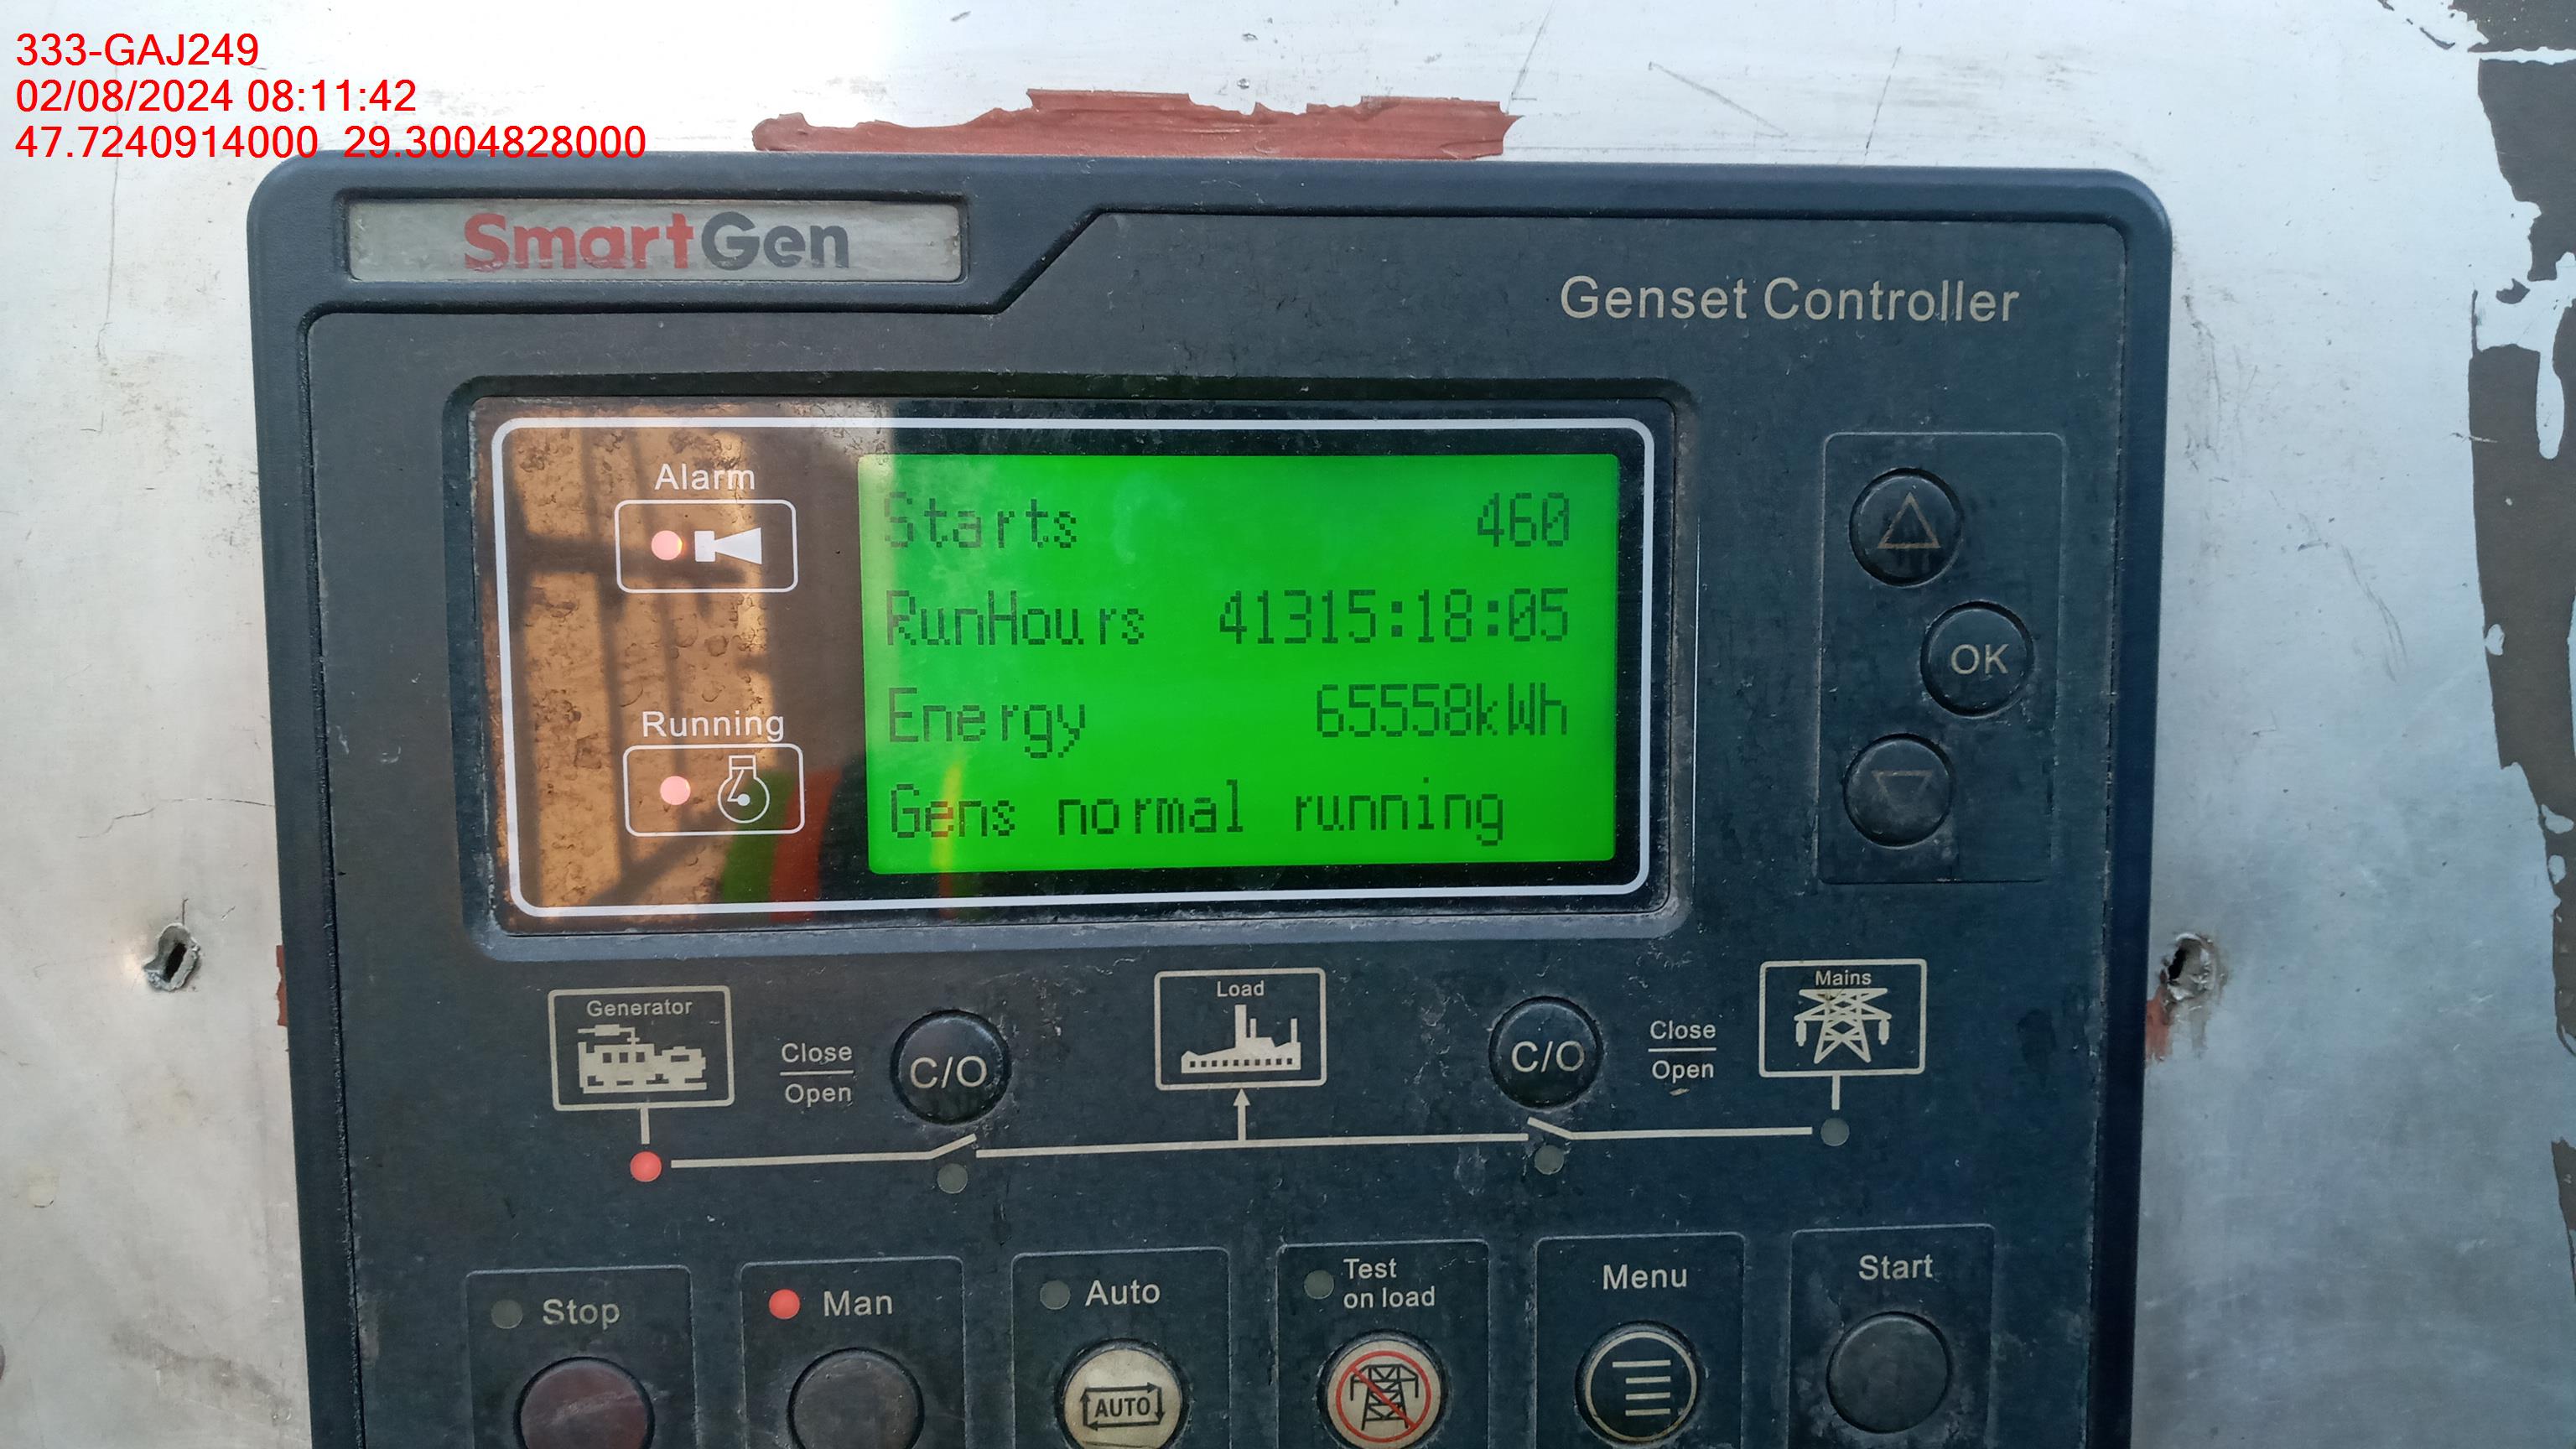 333-GAJ249
02/08/2024 08:11:42
47.7240914000 29.3004828000
SmartGen
Genset Controller
Alarm
Starts 460
RunHours 41315:18:05
OK
Energy 65558kWh
Running
Gens normal running
Generator
Close
Open
C/O
Load
C/O
Close
Open
Mains
Stop
Man
Auto
Test
on load
Menu
Start
AUTO